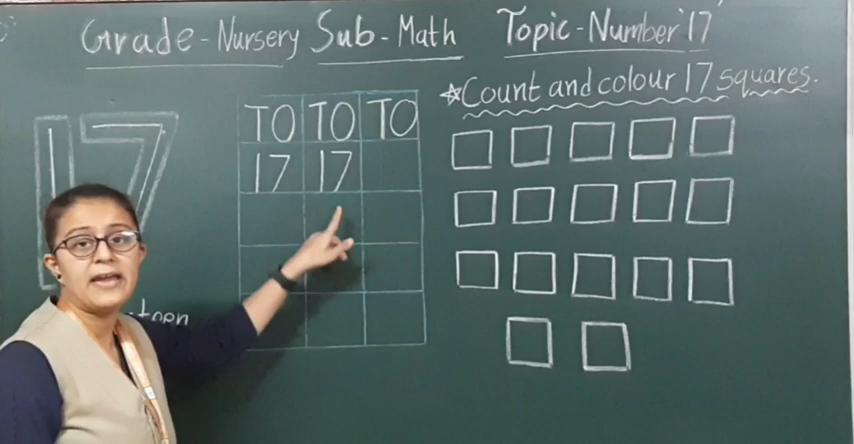 Grade - Nursery Sub - Math Topic - Number '17'
*Count and colour 17 squares.
17
TO TO TO
17 17